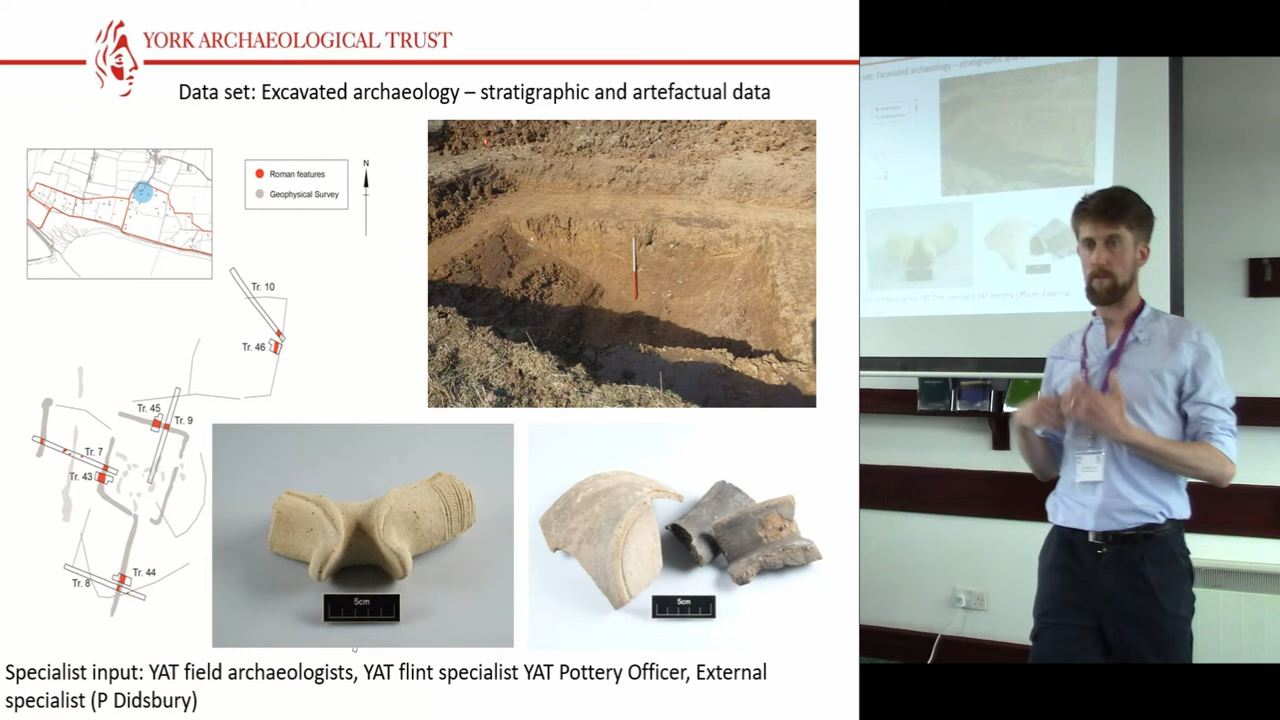 YORK ARCHAEOLOGICAL TRUST
Data set: Excavated archaeology – stratigraphic and artefactual data
Roman features
Geophysical Survey
N
Tr. 10
Tr. 46
Tr. 45
Tr. 9
Tr. 7
Tr. 43
Tr. 44
Tr. 8
5cm
5cm
Specialist input: YAT field archaeologists, YAT flint specialist YAT Pottery Officer, External
specialist (P Didsbury)